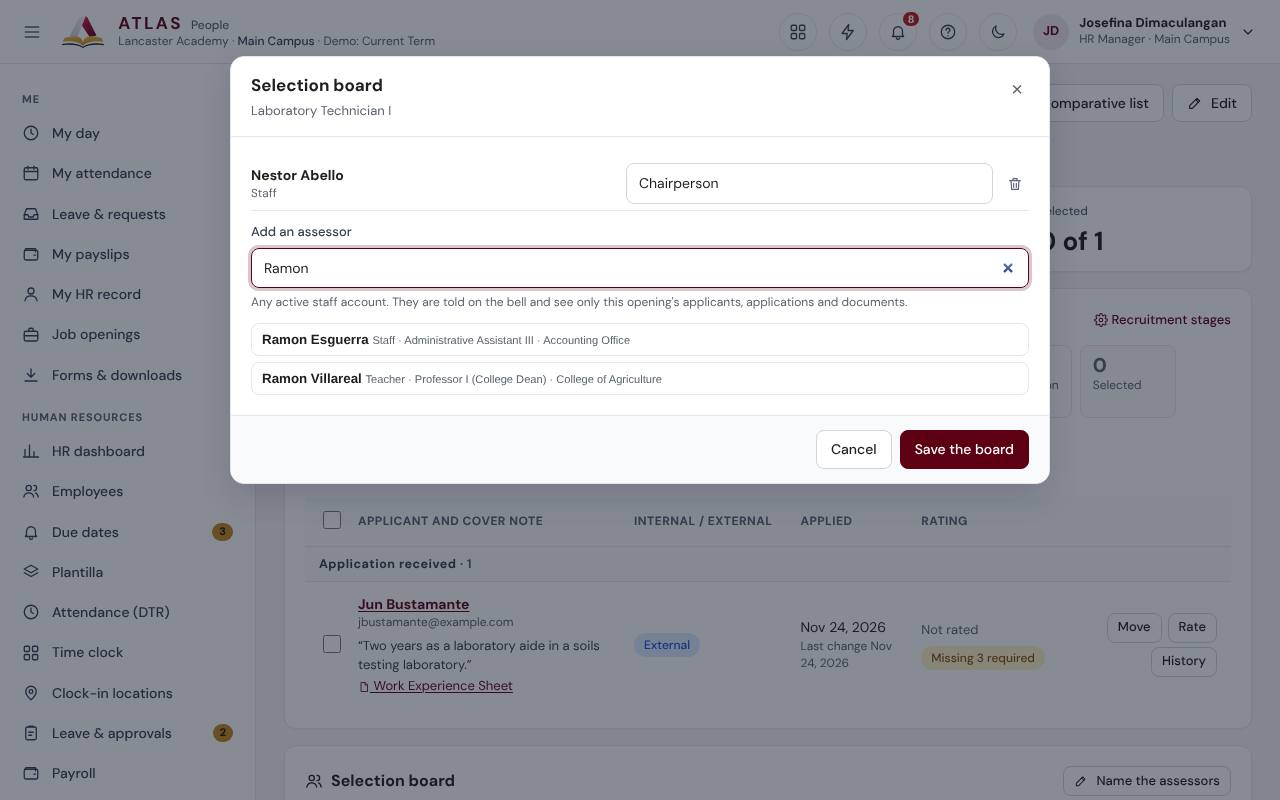 ATLAS People
Lancaster Academy · Main Campus · Demo: Current Term
8
JD
Josefina Dimaculangan
HR Manager · Main Campus
ME
My day
My attendance
Leave & requests
My payslips
My HR record
Job openings
Forms & downloads
HUMAN RESOURCES
HR dashboard
Employees
Due dates 3
Plantilla
Attendance (DTR)
Time clock
Clock-in locations
Leave & approvals 2
Payroll
omparative list
Edit
elected
0 of 1
Recruitment stages
0
Selected
Selection board
Laboratory Technician I
Nestor Abello
Staff
Chairperson
Add an assessor
Ramon
Any active staff account. They are told on the bell and see only this opening's applicants, applications and documents.
Ramon Esguerra Staff · Administrative Assistant III · Accounting Office
Ramon Villareal Teacher · Professor I (College Dean) · College of Agriculture
Cancel
Save the board
APPLICANT AND COVER NOTE INTERNAL / EXTERNAL APPLIED RATING
Application received · 1
Jun Bustamante
jbustamante@example.com
“Two years as a laboratory aide in a soils
testing laboratory.”
Work Experience Sheet
External
Nov 24, 2026
Last change Nov
24, 2026
Not rated
Missing 3 required
Move
Rate
History
Selection board
Name the assessors